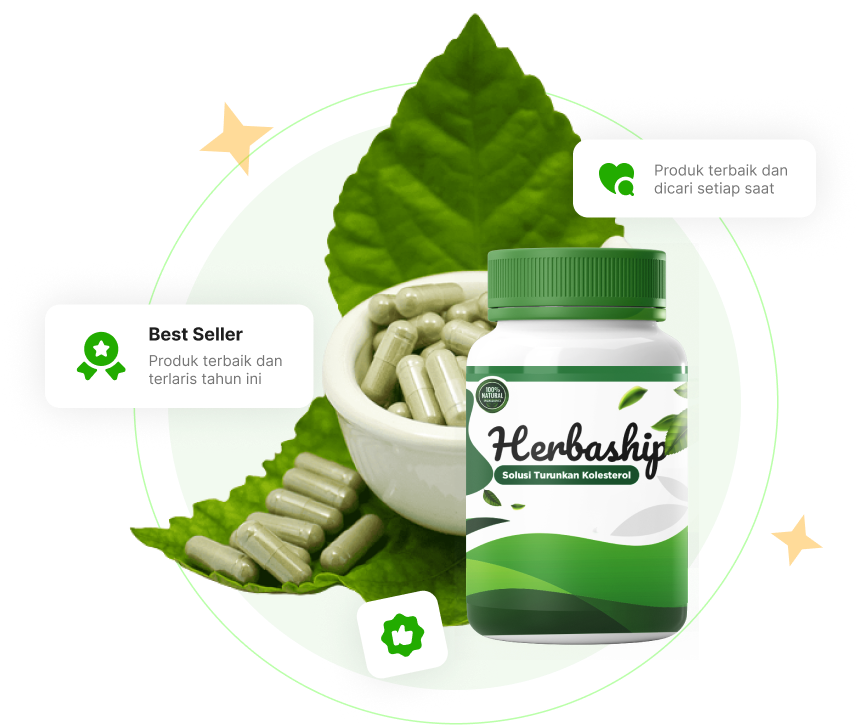 Produk terbaik dan
dicari setiap saat
Best Seller
Produk terbaik dan
terlaris tahun ini
100%
NATURAL
INGREDIENTS
Herbaship
Solusi Turunkan Kolesterol